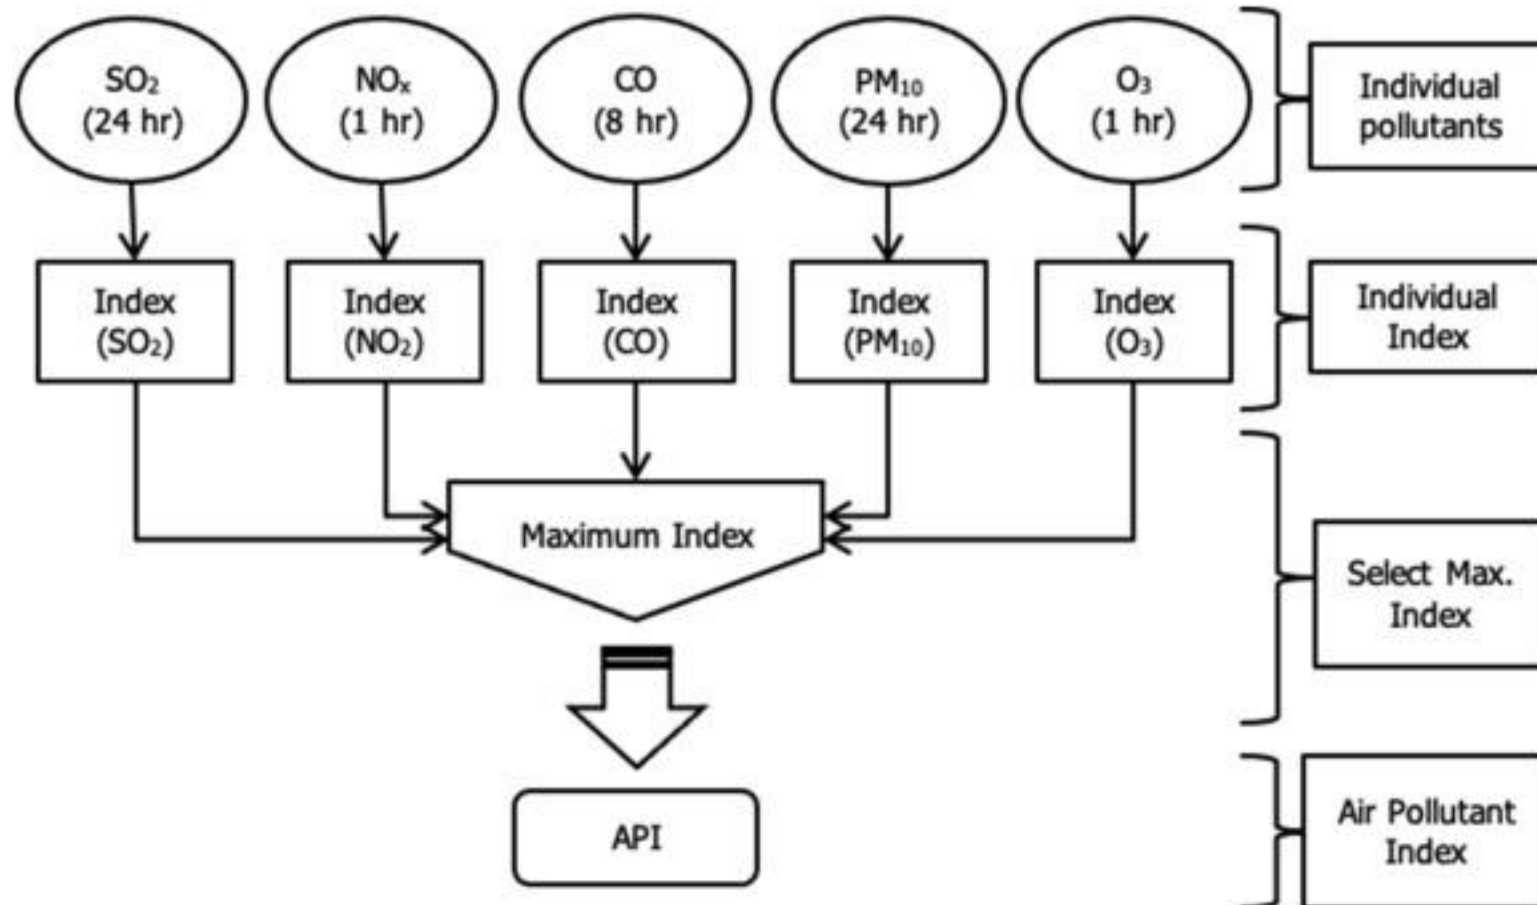 SO₂
(24 hr)
NOₓ
(1 hr)
CO
(8 hr)
PM₁₀
(24 hr)
O₃
(1 hr)
Individual
pollutants
Index
(SO₂)
Index
(NO₂)
Index
(CO)
Index
(PM₁₀)
Index
(O₃)
Individual
Index
Maximum Index
Select Max.
Index
API
Air Pollutant
Index